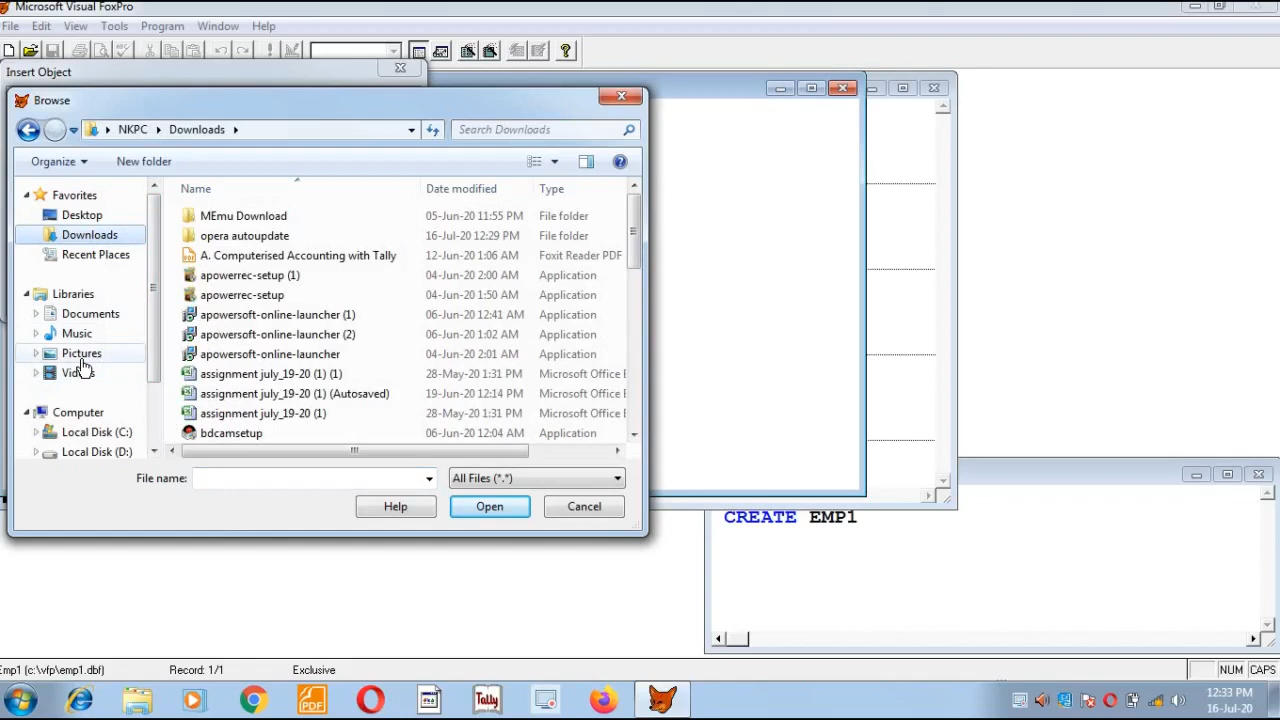 Microsoft Visual FoxPro
File Edit View Tools Program Window Help
Insert Object
Browse
NKPC Downloads Search Downloads
Organize New folder
Favorites
Desktop
Downloads
Recent Places
Libraries
Documents
Music
Pictures
Computer
Local Disk (C:)
Local Disk (D:)
Name Date modified Type
MEmu Download 05-Jun-20 11:55 PM File folder
opera autoupdate 16-Jul-20 12:29 PM File folder
A. Computerised Accounting with Tally 12-Jun-20 1:06 AM Foxit Reader PDF
apowerrec-setup (1) 04-Jun-20 2:00 AM Application
apowerrec-setup 04-Jun-20 1:50 AM Application
apowersoft-online-launcher (1) 06-Jun-20 12:41 AM Application
apowersoft-online-launcher (2) 06-Jun-20 1:02 AM Application
apowersoft-online-launcher 04-Jun-20 2:01 AM Application
assignment july_19-20 (1) (1) 28-May-20 1:31 PM Microsoft Office E
assignment july_19-20 (1) (Autosaved) 19-Jun-20 12:14 PM Microsoft Office E
assignment july_19-20 (1) 28-May-20 1:31 PM Microsoft Office E
bdcamsetup 06-Jun-20 12:04 AM Application
File name: All Files (*.*)
Help Open Cancel
CREATE EMP1
Emp1 (c:\vfp\emp1.dbf) Record: 1/1 Exclusive NUM CAPS
PDF
Tally
12:33 PM
16-Jul-20